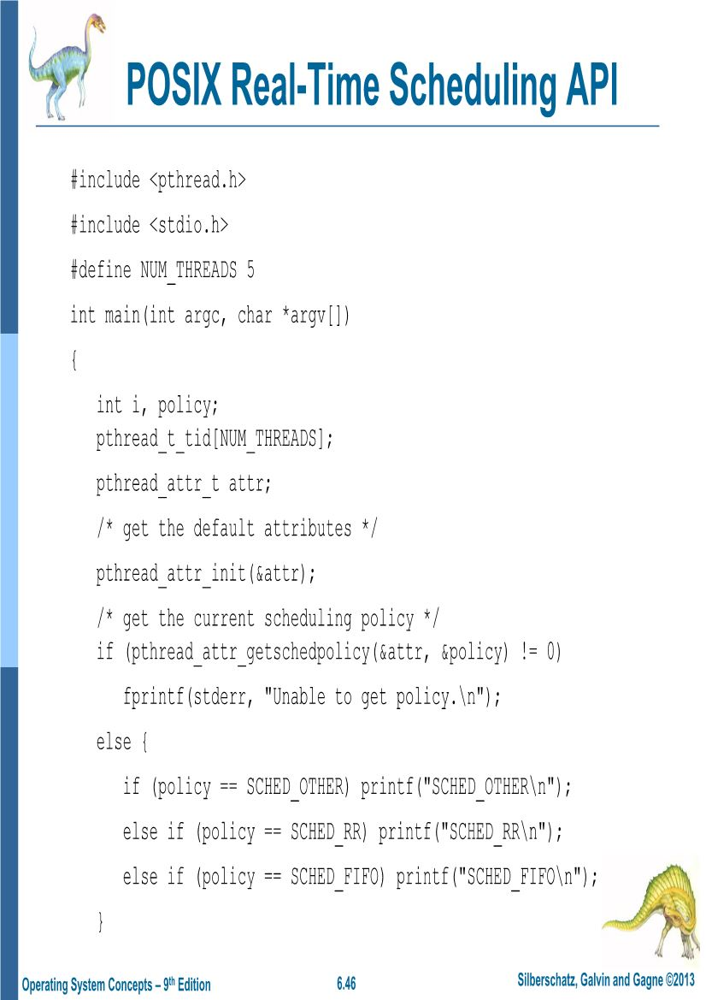 POSIX Real-Time Scheduling API
#include <pthread.h>
#include <stdio.h>
#define NUM_THREADS 5
int main(int argc, char *argv[])
{
int i, policy;
pthread_t_tid[NUM_THREADS];
pthread_attr_t attr;
/* get the default attributes */
pthread_attr_init(&attr);
/* get the current scheduling policy */
if (pthread_attr_getschedpolicy(&attr, &policy) != 0)
fprintf(stderr, "Unable to get policy.\n");
else {
if (policy == SCHED_OTHER) printf("SCHED_OTHER\n");
else if (policy == SCHED_RR) printf("SCHED_RR\n");
else if (policy == SCHED_FIFO) printf("SCHED_FIFO\n");
}
Operating System Concepts – 9th Edition
6.46
Silberschatz, Galvin and Gagne ©2013